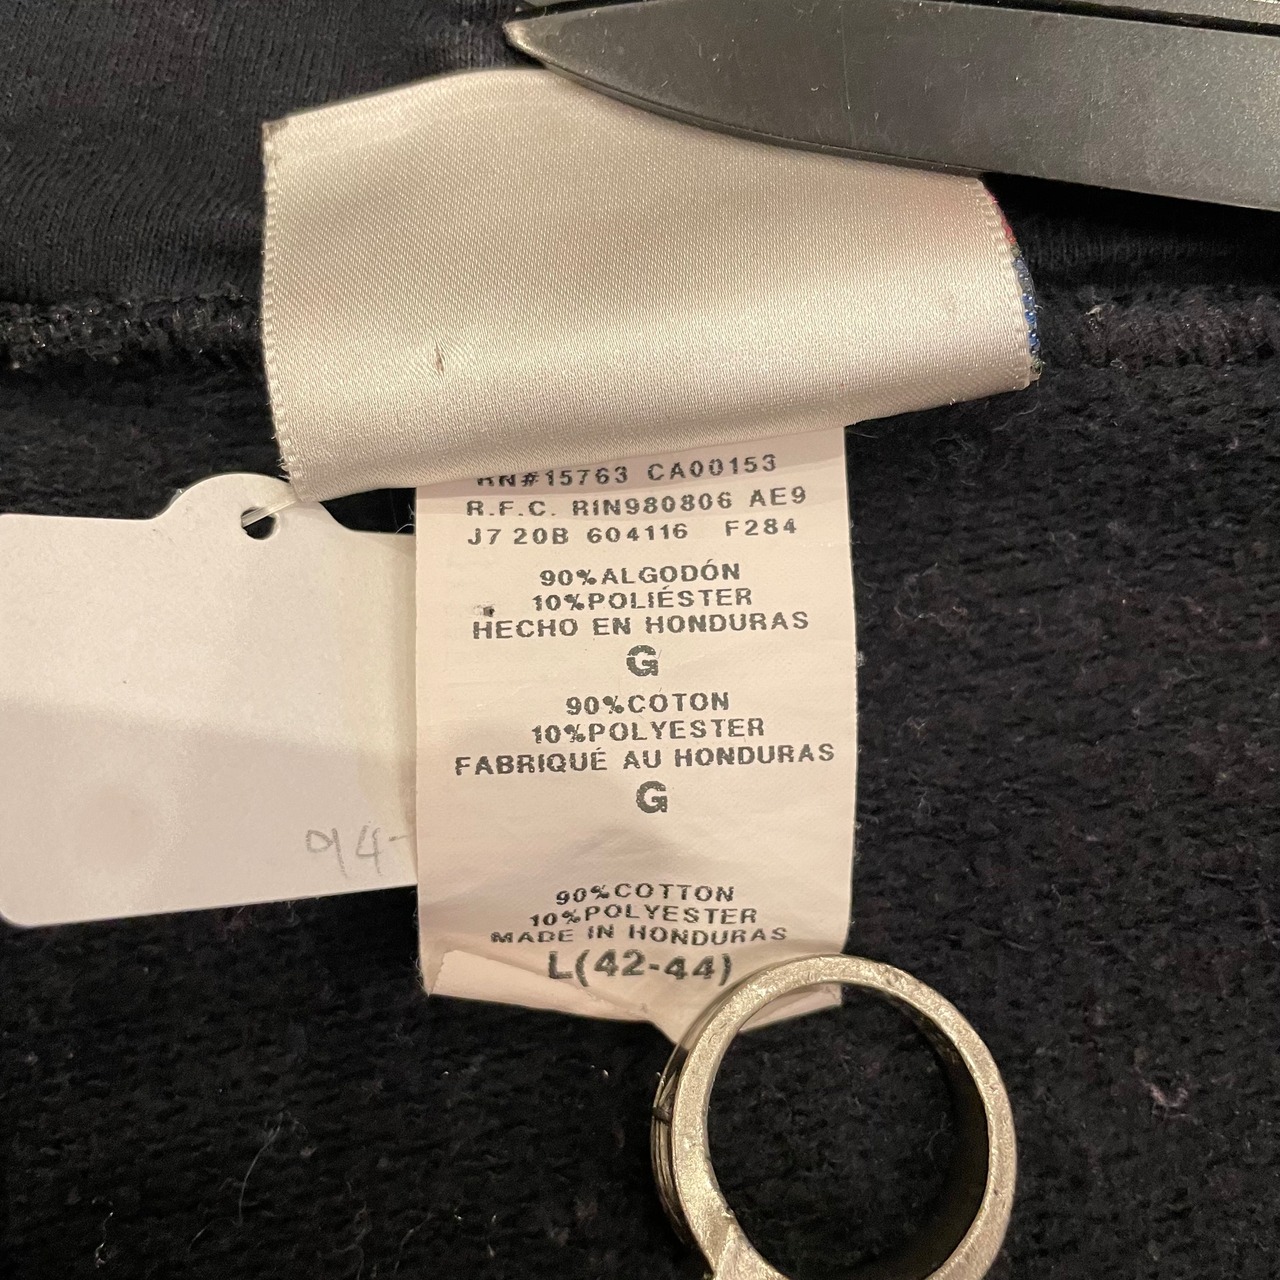 RN#15763 CA00153
R.F.C. RIN980806 AE9
J7 20B 604116 F284
90%ALGODÓN
10%POLIÉSTER
HECHO EN HONDURAS
G
90%COTON
10%POLYESTER
FABRIQUÉ AU HONDURAS
G
94-
90%COTTON
10%POLYESTER
MADE IN HONDURAS
L(42-44)